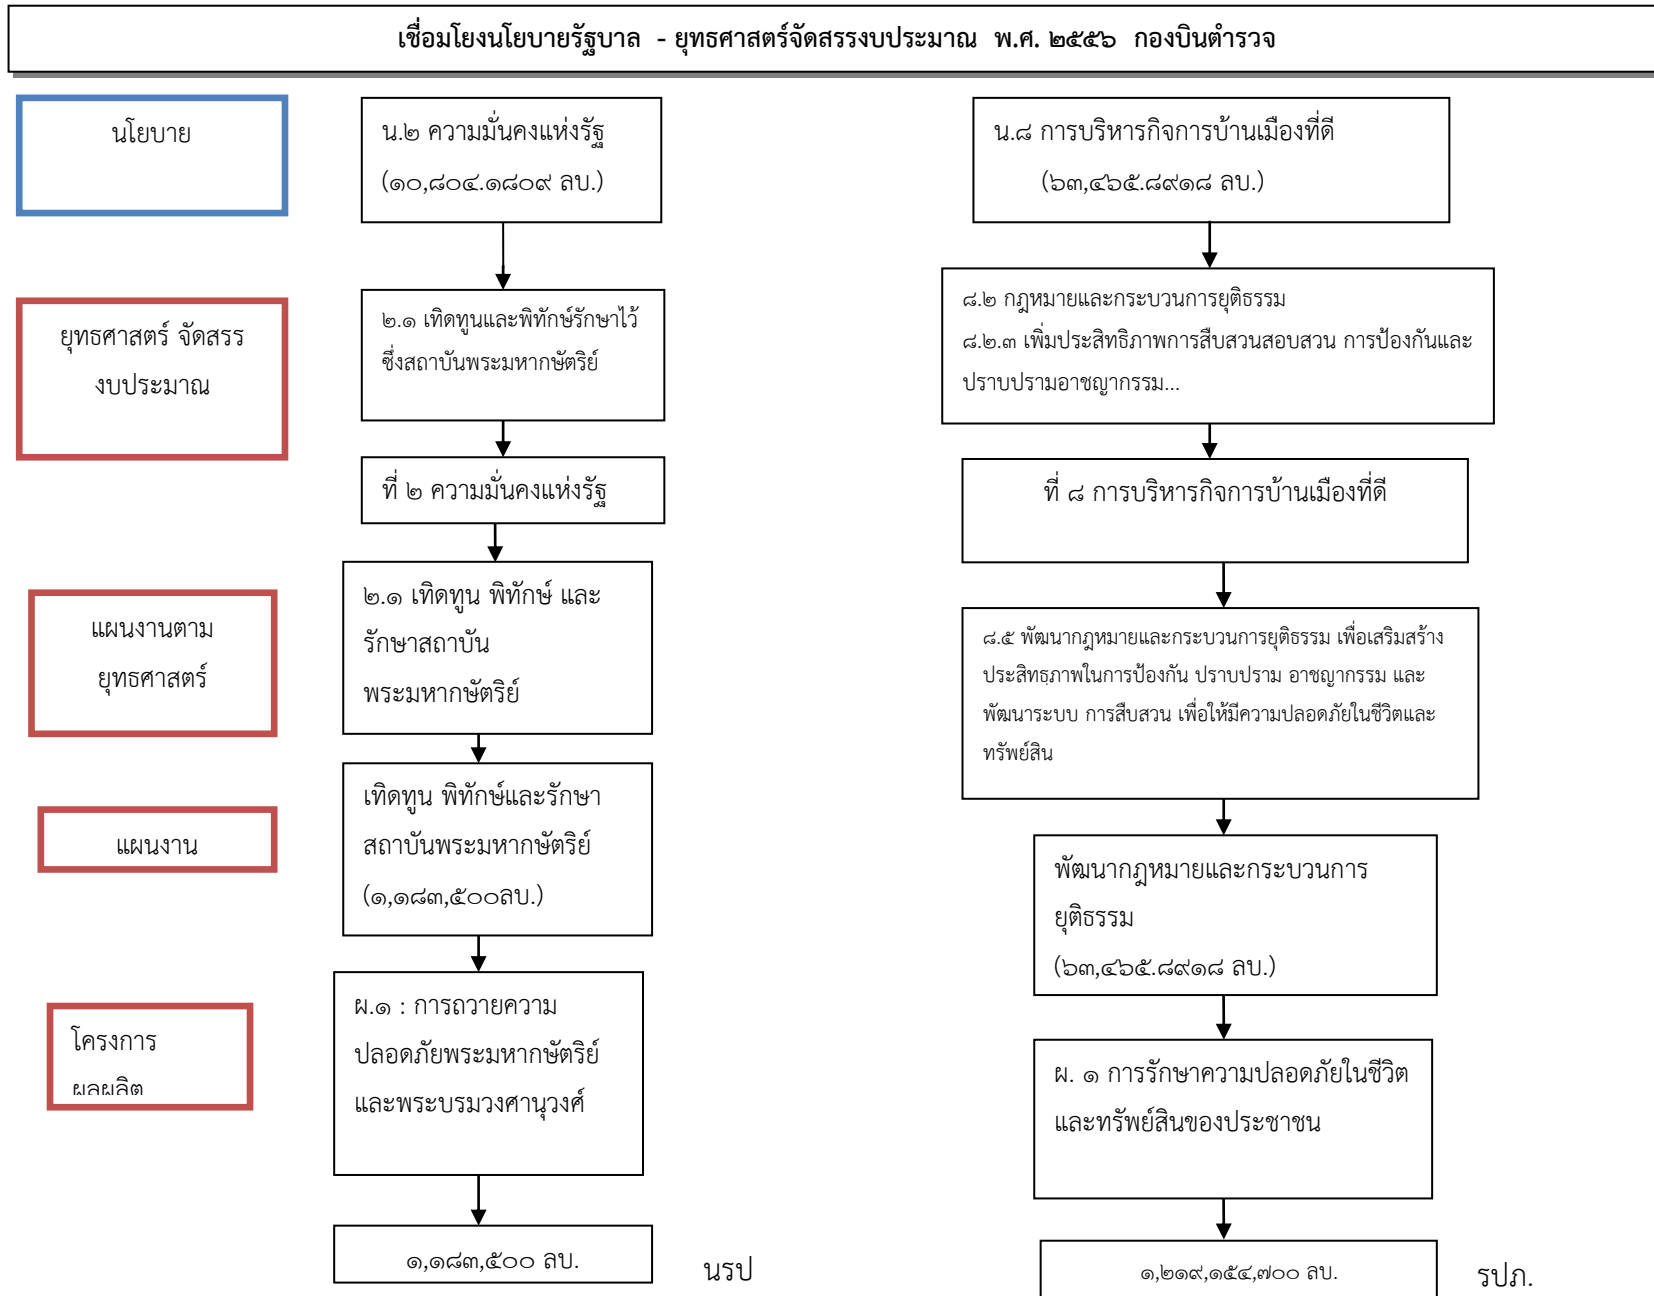 เชื่อมโยงนโยบายรัฐบาล - ยุทธศาสตร์จัดสรรงบประมาณ พ.ศ. ๒๕๕๖ กองบินตำรวจ
นโยบาย
น.๒ ความมั่นคงแห่งรัฐ
(๑๐,๘๐๔.๑๘๐๙ ลบ.)
น.๘ การบริหารกิจการบ้านเมืองที่ดี
(๖๓,๔๖๕.๘๙๑๘ ลบ.)
ยุทธศาสตร์ จัดสรร
งบประมาณ
๒.๑ เทิดทูนและพิทักษ์รักษาไว้
ซึ่งสถาบันพระมหากษัตริย์
๘.๒ กฎหมายและกระบวนการยุติธรรม
๘.๒.๓ เพิ่มประสิทธิภาพการสืบสวนสอบสวน การป้องกันและ
ปราบปรามอาชญากรรม...
ที่ ๒ ความมั่นคงแห่งรัฐ
ที่ ๘ การบริหารกิจการบ้านเมืองที่ดี
แผนงานตาม
ยุทธศาสตร์
๒.๑ เทิดทูน พิทักษ์ และ
รักษาสถาบัน
พระมหากษัตริย์
๘.๕ พัฒนากฎหมายและกระบวนการยุติธรรม เพื่อเสริมสร้าง
ประสิทธฺภาพในการป้องกัน ปราบปราม อาชญากรรม และ
พัฒนาระบบ การสืบสวน เพื่อให้มีความปลอดภัยในชีวิตและ
ทรัพย์สิน
แผนงาน
เทิดทูน พิทักษ์และรักษา
สถาบันพระมหากษัตริย์
(๑,๑๘๓,๕๐๐ลบ.)
พัฒนากฎหมายและกระบวนการ
ยุติธรรม
(๖๓,๔๖๕.๘๙๑๘ ลบ.)
โครงการ
ผลผลิต
ผ.๑ : การถวายความ
ปลอดภัยพระมหากษัตริย์
และพระบรมวงศานุวงศ์
ผ. ๑ การรักษาความปลอดภัยในชีวิต
และทรัพย์สินของประชาชน
๑,๑๘๓,๕๐๐ ลบ.
นรป
๑,๒๑๙,๑๕๔,๗๐๐ ลบ.
รปภ.